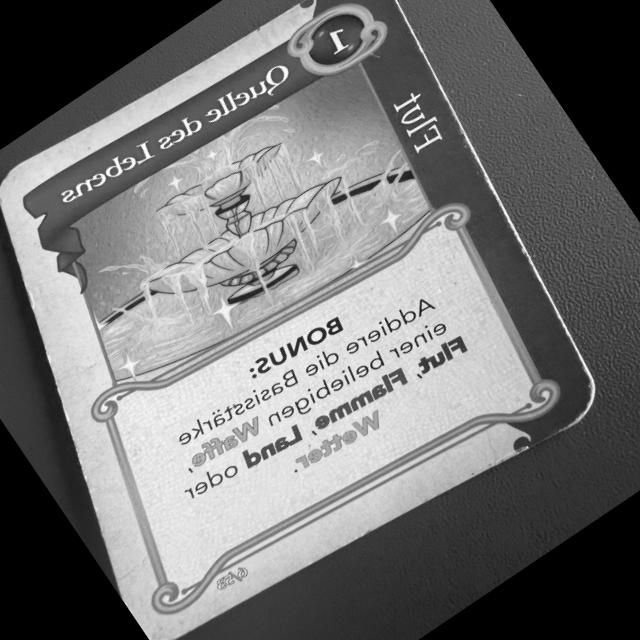 1
Quelle des Lebens
Flut
BONUS:
Addiere die Basisstärke
einer beliebigen Waffe,
Flut, Flamme, Land oder
Wetter.